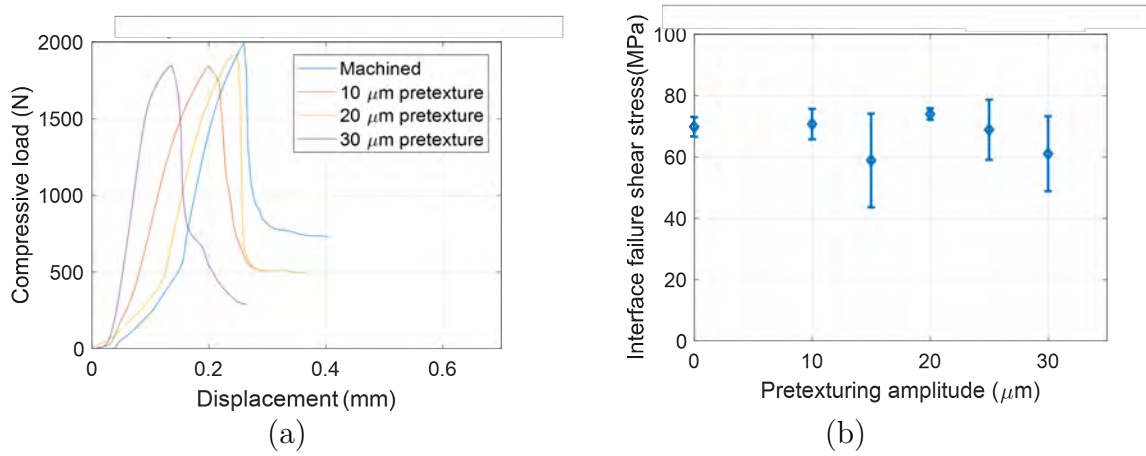 2000
1500
1000
500
0
Compressive load (N)
Machined
10 μm pretexture
20 μm pretexture
30 μm pretexture
0
0.2
0.4
0.6
Displacement (mm)
(a)
100
80
60
40
20
0
Interface failure shear stress(MPa)
0
10
20
30
Pretexturing amplitude (μm)
(b)